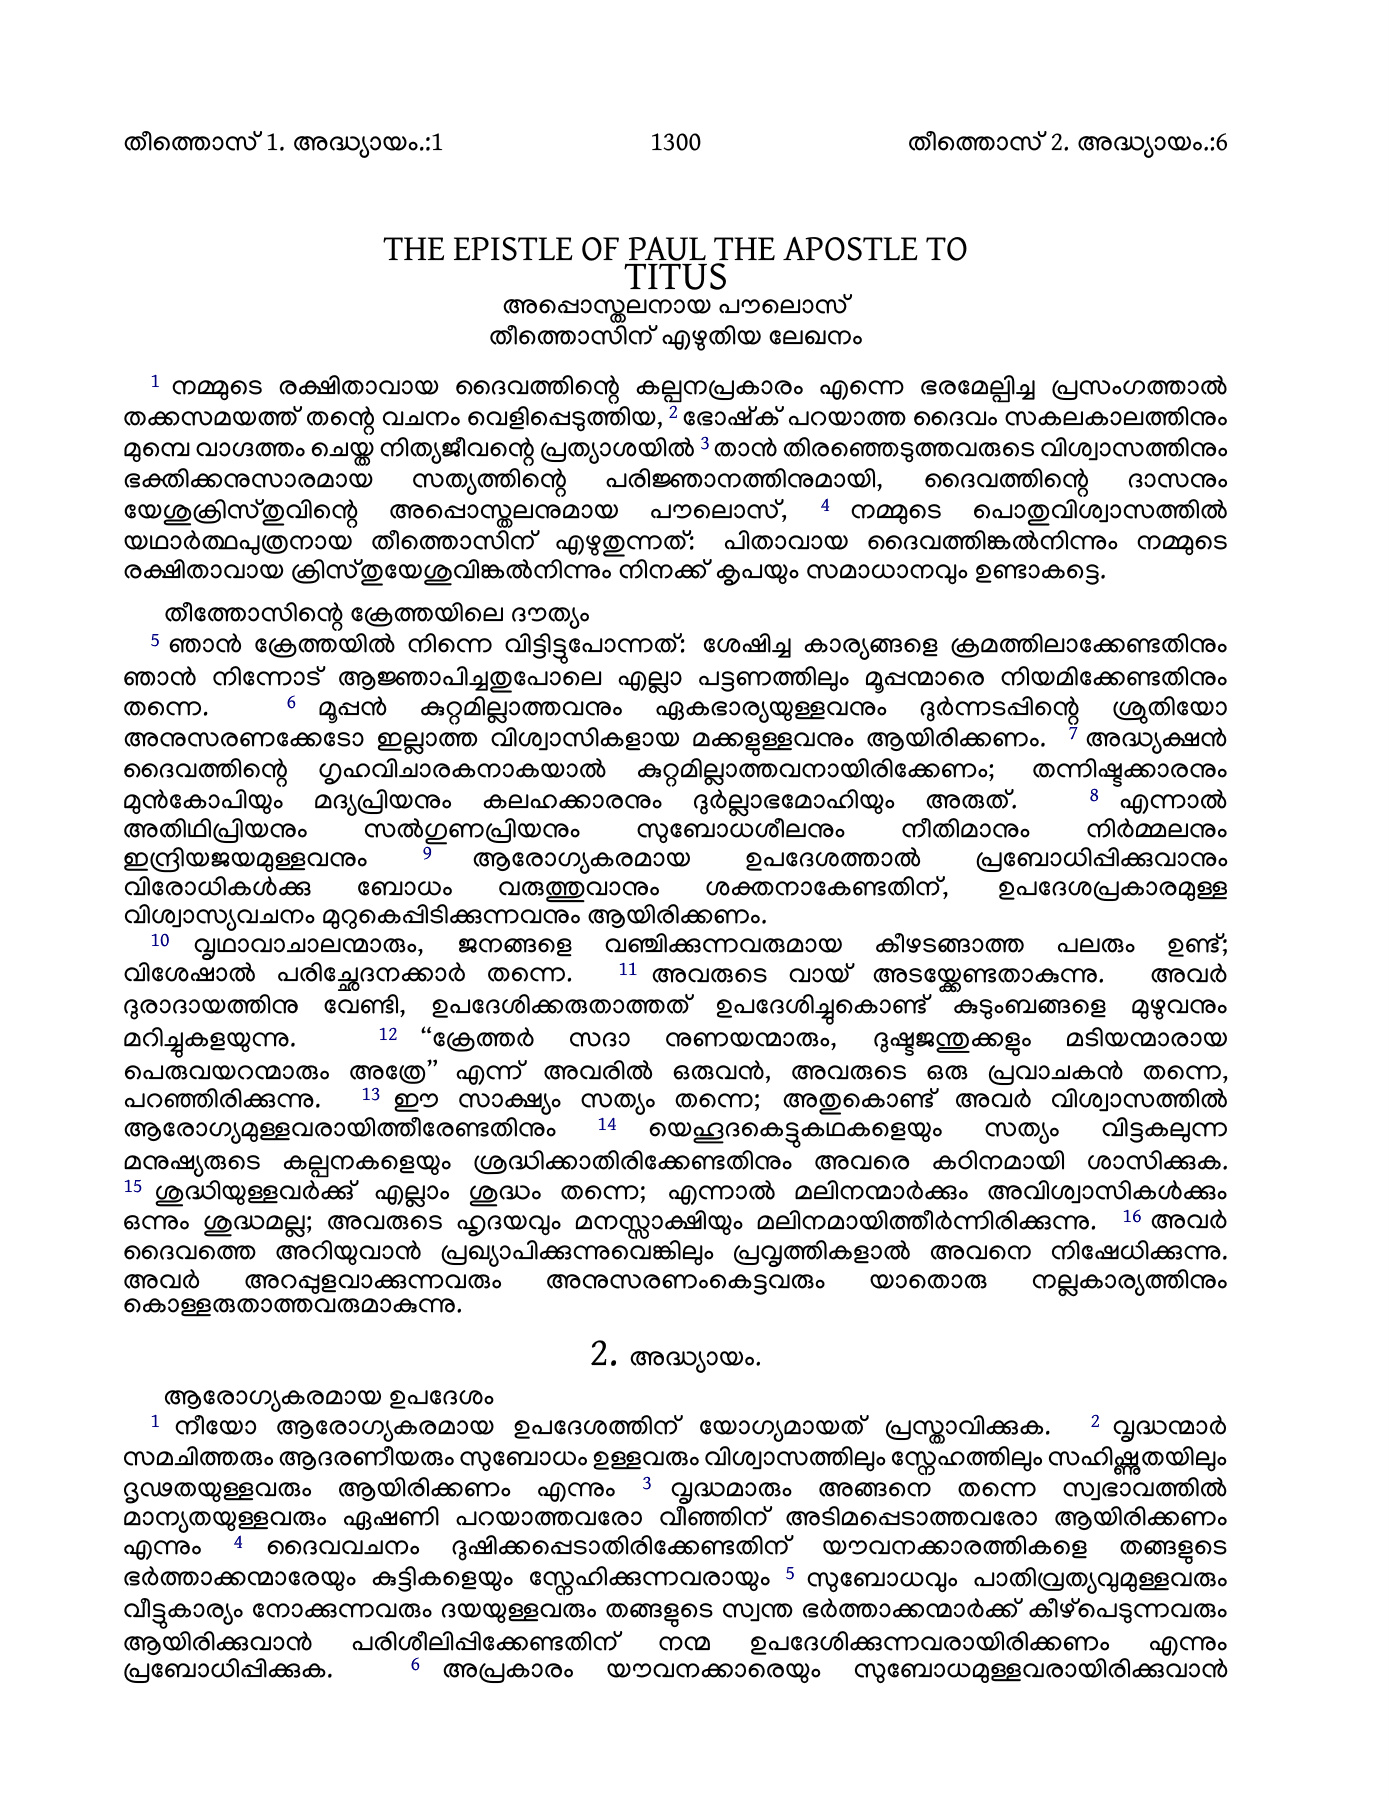 തീത്തൊസ് 1. അദ്ധ്യായം.:1 1300 തീത്തൊസ് 2. അദ്ധ്യായം.:6
THE EPISTLE OF PAUL THE APOSTLE TO
TITUS
അപ്പൊസ്തലനായ പൗലൊസ്
തീത്തൊസിന് എഴുതിയ ലേഖനം
1 നമ്മുടെ രക്ഷിതാവായ ദൈവത്തിന്റെ കല്പനപ്രകാരം എന്നെ ഭരമേല്പിച്ച പ്രസംഗത്താൽ
തക്കസമയത്ത് തന്റെ വചനം വെളിപ്പെടുത്തിയ, 2 ഭോഷ്ക് പറയാത്ത ദൈവം സകലകാലത്തിനും
മുമ്പെ വാഗ്ദത്തം ചെയ്ത നിത്യജീവന്റെ പ്രത്യാശയിൽ 3 താൻ തിരഞ്ഞെടുത്തവരുടെ വിശ്വാസത്തിനും
ഭക്തിക്കനുസാരമായ സത്യത്തിന്റെ പരിജ്ഞാനത്തിനുമായി, ദൈവത്തിന്റെ ദാസനും
യേശുക്രിസ്തുവിന്റെ അപ്പൊസ്തലനുമായ പൗലൊസ്, 4 നമ്മുടെ പൊതുവിശ്വാസത്തിൽ
യഥാർത്ഥപുത്രനായ തീത്തൊസിന് എഴുതുന്നത്: പിതാവായ ദൈവത്തിങ്കൽനിന്നും നമ്മുടെ
രക്ഷിതാവായ ക്രിസ്തുയേശുവിങ്കൽനിന്നും നിനക്ക് കൃപയും സമാധാനവും ഉണ്ടാകട്ടെ.
തീത്തോസിന്റെ ക്രേത്തയിലെ ദൗത്യം
5 ഞാൻ ക്രേത്തയിൽ നിന്നെ വിട്ടിട്ടുപോന്നത്: ശേഷിച്ച കാര്യങ്ങളെ ക്രമത്തിലാക്കേണ്ടതിനും
ഞാൻ നിന്നോട് ആജ്ഞാപിച്ചതുപോലെ എല്ലാ പട്ടണത്തിലും മൂപ്പന്മാരെ നിയമിക്കേണ്ടതിനും
തന്നെ. 6 മൂപ്പൻ കുറ്റമില്ലാത്തവനും ഏകഭാര്യയുള്ളവനും ദുർന്നടപ്പിന്റെ ശ്രുതിയോ
അനുസരണക്കേടോ ഇല്ലാത്ത വിശ്വാസികളായ മക്കളുള്ളവനും ആയിരിക്കണം. 7 അദ്ധ്യക്ഷൻ
ദൈവത്തിന്റെ ഗൃഹവിചാരകനാകയാൽ കുറ്റമില്ലാത്തവനായിരിക്കേണം; തന്നിഷ്ടക്കാരനും
മുൻകോപിയും മദ്യപ്രിയനും കലഹക്കാരനും ദുർല്ലാഭമോഹിയും അരുത്. 8 എന്നാൽ
അതിഥിപ്രിയനും സൽഗുണപ്രിയനും സുബോധശീലനും നീതിമാനും നിർമ്മലനും
ഇന്ദ്രിയജയമുള്ളവനും 9 ആരോഗ്യകരമായ ഉപദേശത്താൽ പ്രബോധിപ്പിക്കുവാനും
വിരോധികൾക്കു ബോധം വരുത്തുവാനും ശക്തനാകേണ്ടതിന്, ഉപദേശപ്രകാരമുള്ള
വിശ്വാസ്യവചനം മുറുകെപ്പിടിക്കുന്നവനും ആയിരിക്കണം.
10 വൃഥാവാചാലന്മാരും, ജനങ്ങളെ വഞ്ചിക്കുന്നവരുമായ കീഴടങ്ങാത്ത പലരും ഉണ്ട്;
വിശേഷാൽ പരിച്ഛേദനക്കാർ തന്നെ. 11 അവരുടെ വായ് അടയ്ക്കേണ്ടതാകുന്നു. അവർ
ദുരാദായത്തിനു വേണ്ടി, ഉപദേശിക്കരുതാത്തത് ഉപദേശിച്ചുകൊണ്ട് കുടുംബങ്ങളെ മുഴുവനും
മറിച്ചുകളയുന്നു. 12 “ക്രേത്തർ സദാ നുണയന്മാരും, ദുഷ്ടജന്തുക്കളും മടിയന്മാരായ
പെരുവയറന്മാരും അത്രേ” എന്ന് അവരിൽ ഒരുവൻ, അവരുടെ ഒരു പ്രവാചകൻ തന്നെ,
പറഞ്ഞിരിക്കുന്നു. 13 ഈ സാക്ഷ്യം സത്യം തന്നെ; അതുകൊണ്ട് അവർ വിശ്വാസത്തിൽ
ആരോഗ്യമുള്ളവരായിത്തീരേണ്ടതിനും 14 യെഹൂദകെട്ടുകഥകളെയും സത്യം വിട്ടകലുന്ന
മനുഷ്യരുടെ കല്പനകളെയും ശ്രദ്ധിക്കാതിരിക്കേണ്ടതിനും അവരെ കഠിനമായി ശാസിക്കുക.
15 ശുദ്ധിയുള്ളവർക്കു് എല്ലാം ശുദ്ധം തന്നെ; എന്നാൽ മലിനന്മാർക്കും അവിശ്വാസികൾക്കും
ഒന്നും ശുദ്ധമല്ല; അവരുടെ ഹൃദയവും മനസ്സാക്ഷിയും മലിനമായിത്തീർന്നിരിക്കുന്നു. 16 അവർ
ദൈവത്തെ അറിയുവാൻ പ്രഖ്യാപിക്കുന്നുവെങ്കിലും പ്രവൃത്തികളാൽ അവനെ നിഷേധിക്കുന്നു.
അവർ അറപ്പുളവാക്കുന്നവരും അനുസരണംകെട്ടവരും യാതൊരു നല്ലകാര്യത്തിനും
കൊള്ളരുതാത്തവരുമാകുന്നു.
2. അദ്ധ്യായം.
ആരോഗ്യകരമായ ഉപദേശം
1 നീയോ ആരോഗ്യകരമായ ഉപദേശത്തിന് യോഗ്യമായത് പ്രസ്താവിക്കുക. 2 വൃദ്ധന്മാർ
സമചിത്തരും ആദരണീയരും സുബോധം ഉള്ളവരും വിശ്വാസത്തിലും സ്നേഹത്തിലും സഹിഷ്ണുതയിലും
ദൃഢതയുള്ളവരും ആയിരിക്കണം എന്നും 3 വൃദ്ധമാരും അങ്ങനെ തന്നെ സ്വഭാവത്തിൽ
മാന്യതയുള്ളവരും ഏഷണി പറയാത്തവരോ വീഞ്ഞിന് അടിമപ്പെടാത്തവരോ ആയിരിക്കണം
എന്നും 4 ദൈവവചനം ദുഷിക്കപ്പെടാതിരിക്കേണ്ടതിന് യൗവനക്കാരത്തികളെ തങ്ങളുടെ
ഭർത്താക്കന്മാരേയും കുട്ടികളെയും സ്നേഹിക്കുന്നവരായും 5 സുബോധവും പാതിവ്രത്യവുമുള്ളവരും
വീട്ടുകാര്യം നോക്കുന്നവരും ദയയുള്ളവരും തങ്ങളുടെ സ്വന്ത ഭർത്താക്കന്മാർക്ക് കീഴ്പെടുന്നവരും
ആയിരിക്കുവാൻ പരിശീലിപ്പിക്കേണ്ടതിന് നന്മ ഉപദേശിക്കുന്നവരായിരിക്കണം എന്നും
പ്രബോധിപ്പിക്കുക. 6 അപ്രകാരം യൗവനക്കാരെയും സുബോധമുള്ളവരായിരിക്കുവാൻ